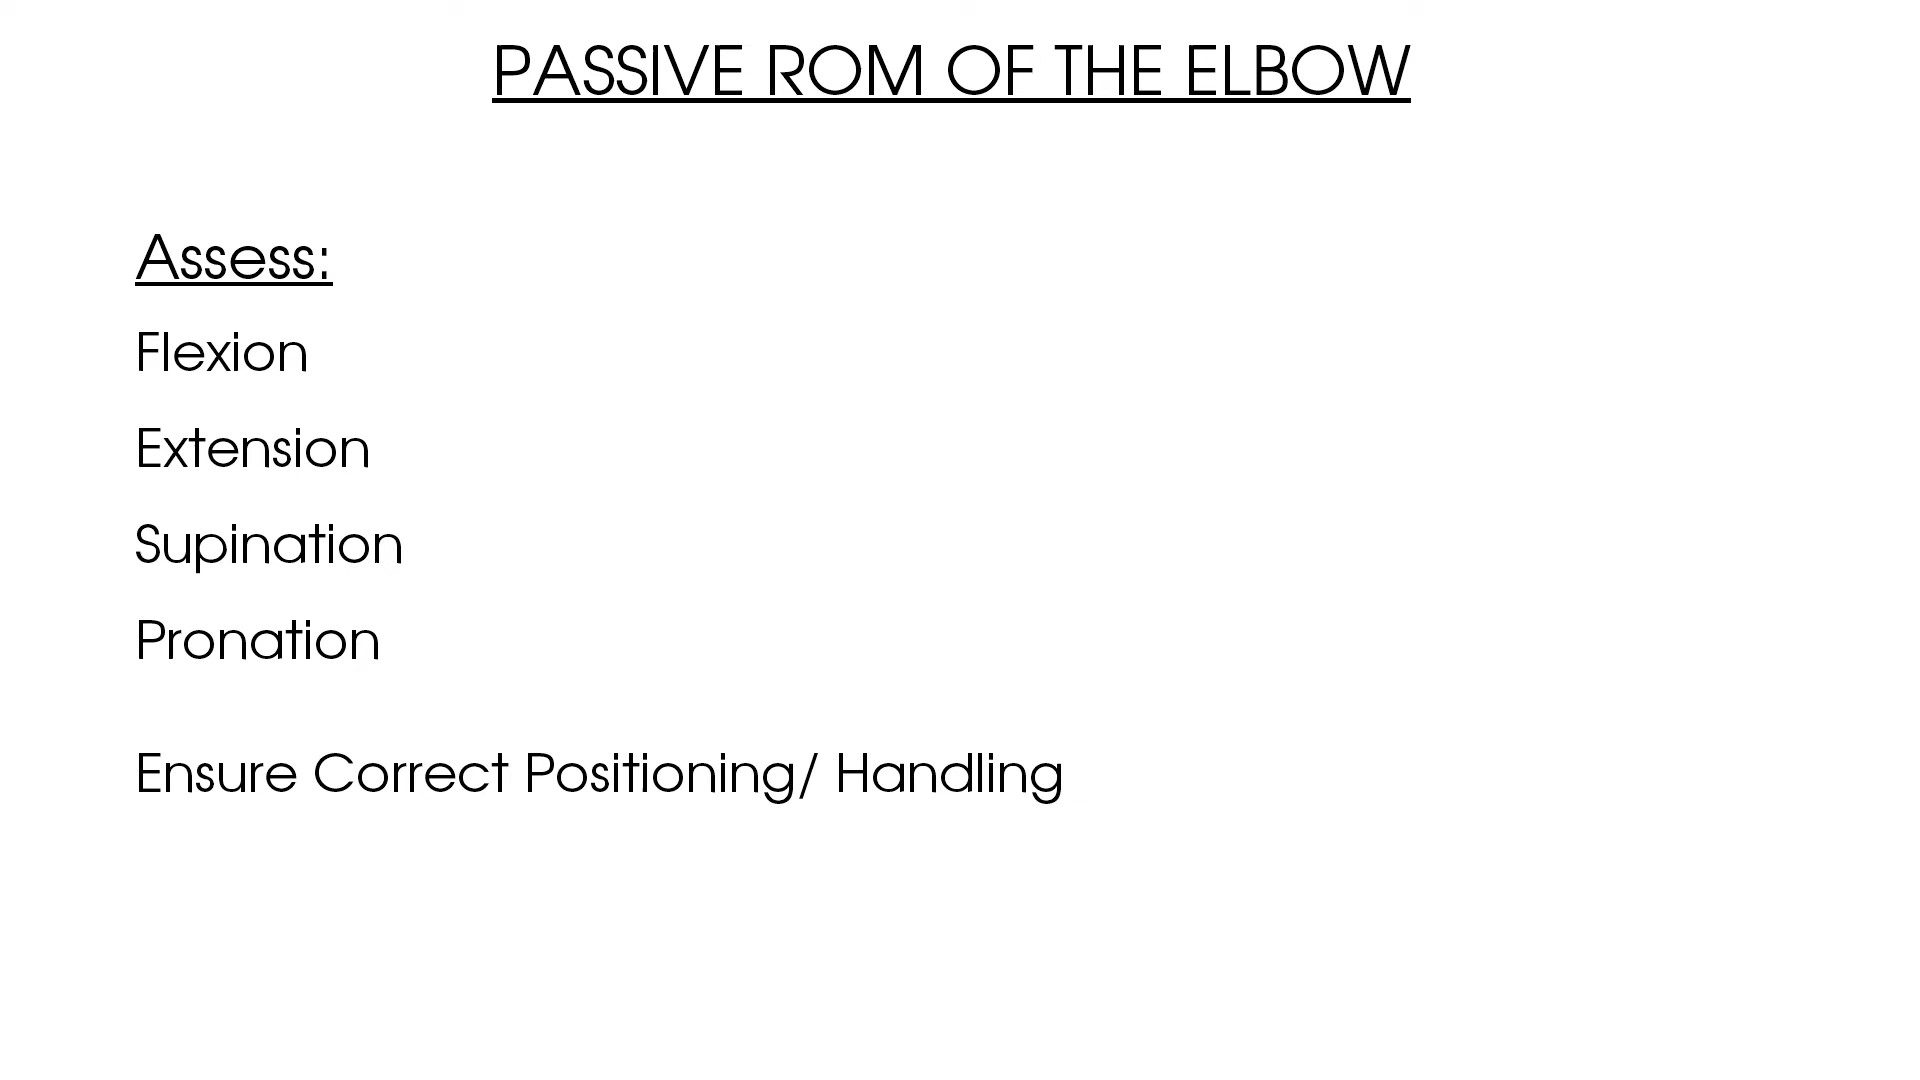 PASSIVE ROM OF THE ELBOW
Assess:
Flexion
Extension
Supination
Pronation
Ensure Correct Positioning/ Handling